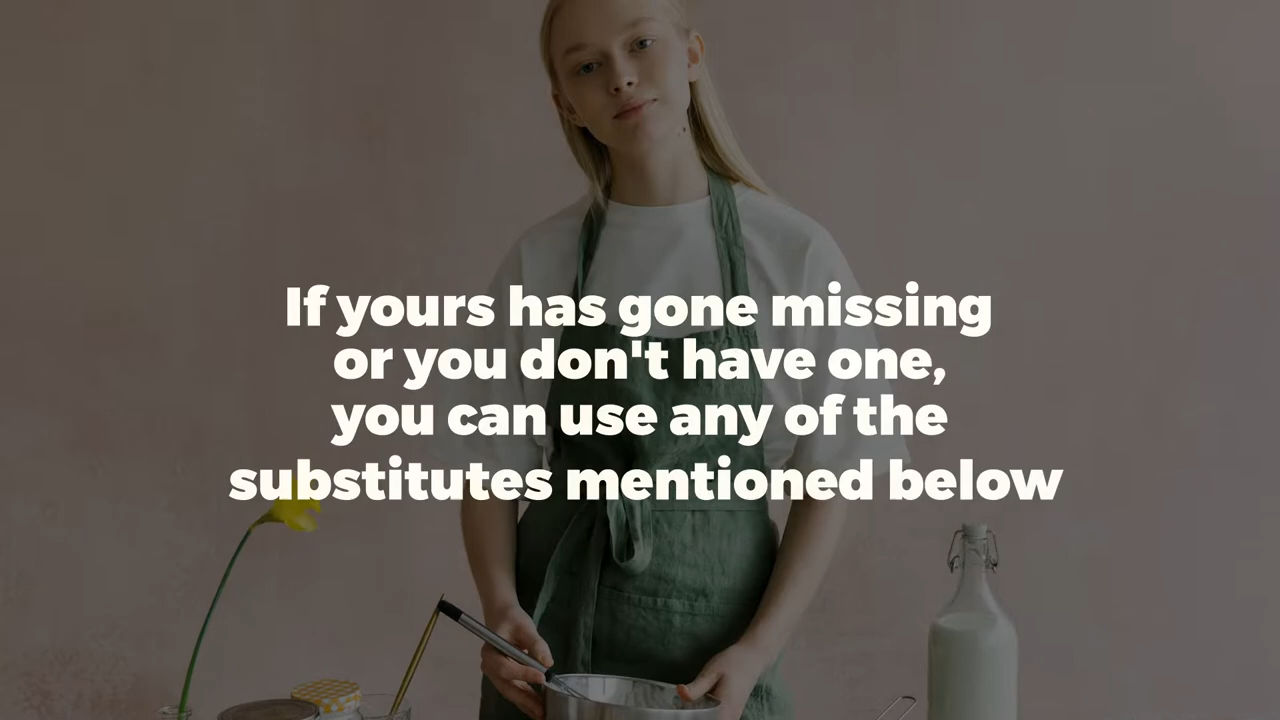 If yours has gone missing
or you don't have one,
you can use any of the
substitutes mentioned below